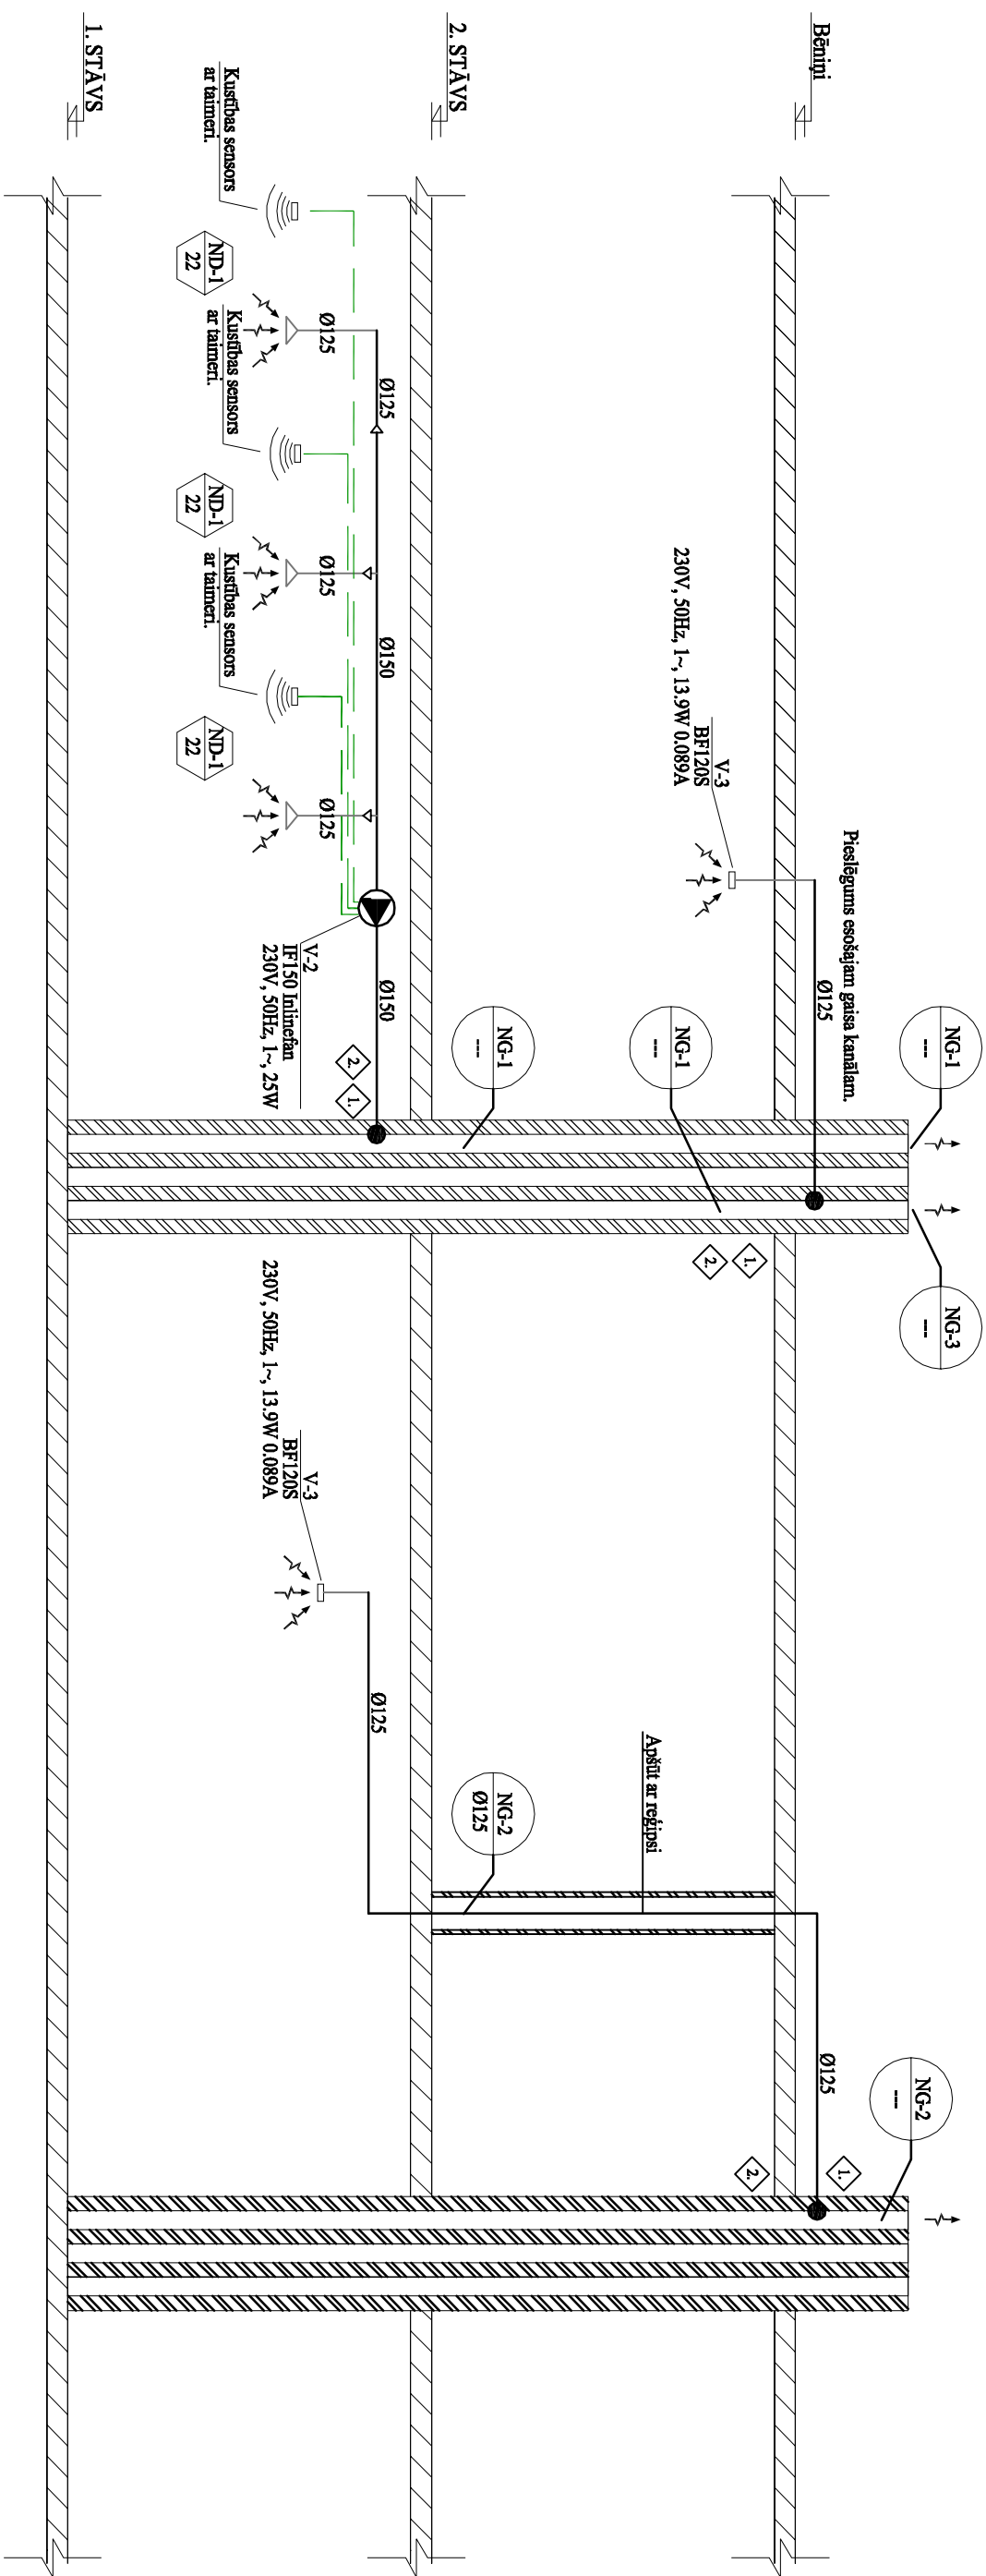 Bēniņi
2. STĀVS
1. STĀVS
NG-1
---
NG-3
---
NG-2
---
Pieslēgums esošajam gaisa kanālam.
Ø125
Ø125
V-3
BF120S
230V, 50Hz, 1~, 13.9W 0.089A
NG-1
---
1.
2.
1.
2.
Apšūt ar reģipsi
NG-1
---
NG-2
Ø125
Ø125
Ø150
Ø150
Ø125
2.
1.
Ø125
Ø125
Ø125
V-2
IF150 Inlinefan
230V, 50Hz, 1~, 25W
V-3
BF120S
230V, 50Hz, 1~, 13.9W 0.089A
Kustības sensors
ar taimeri.
Kustības sensors
ar taimeri.
Kustības sensors
ar taimeri.
ND-1
22
ND-1
22
ND-1
22